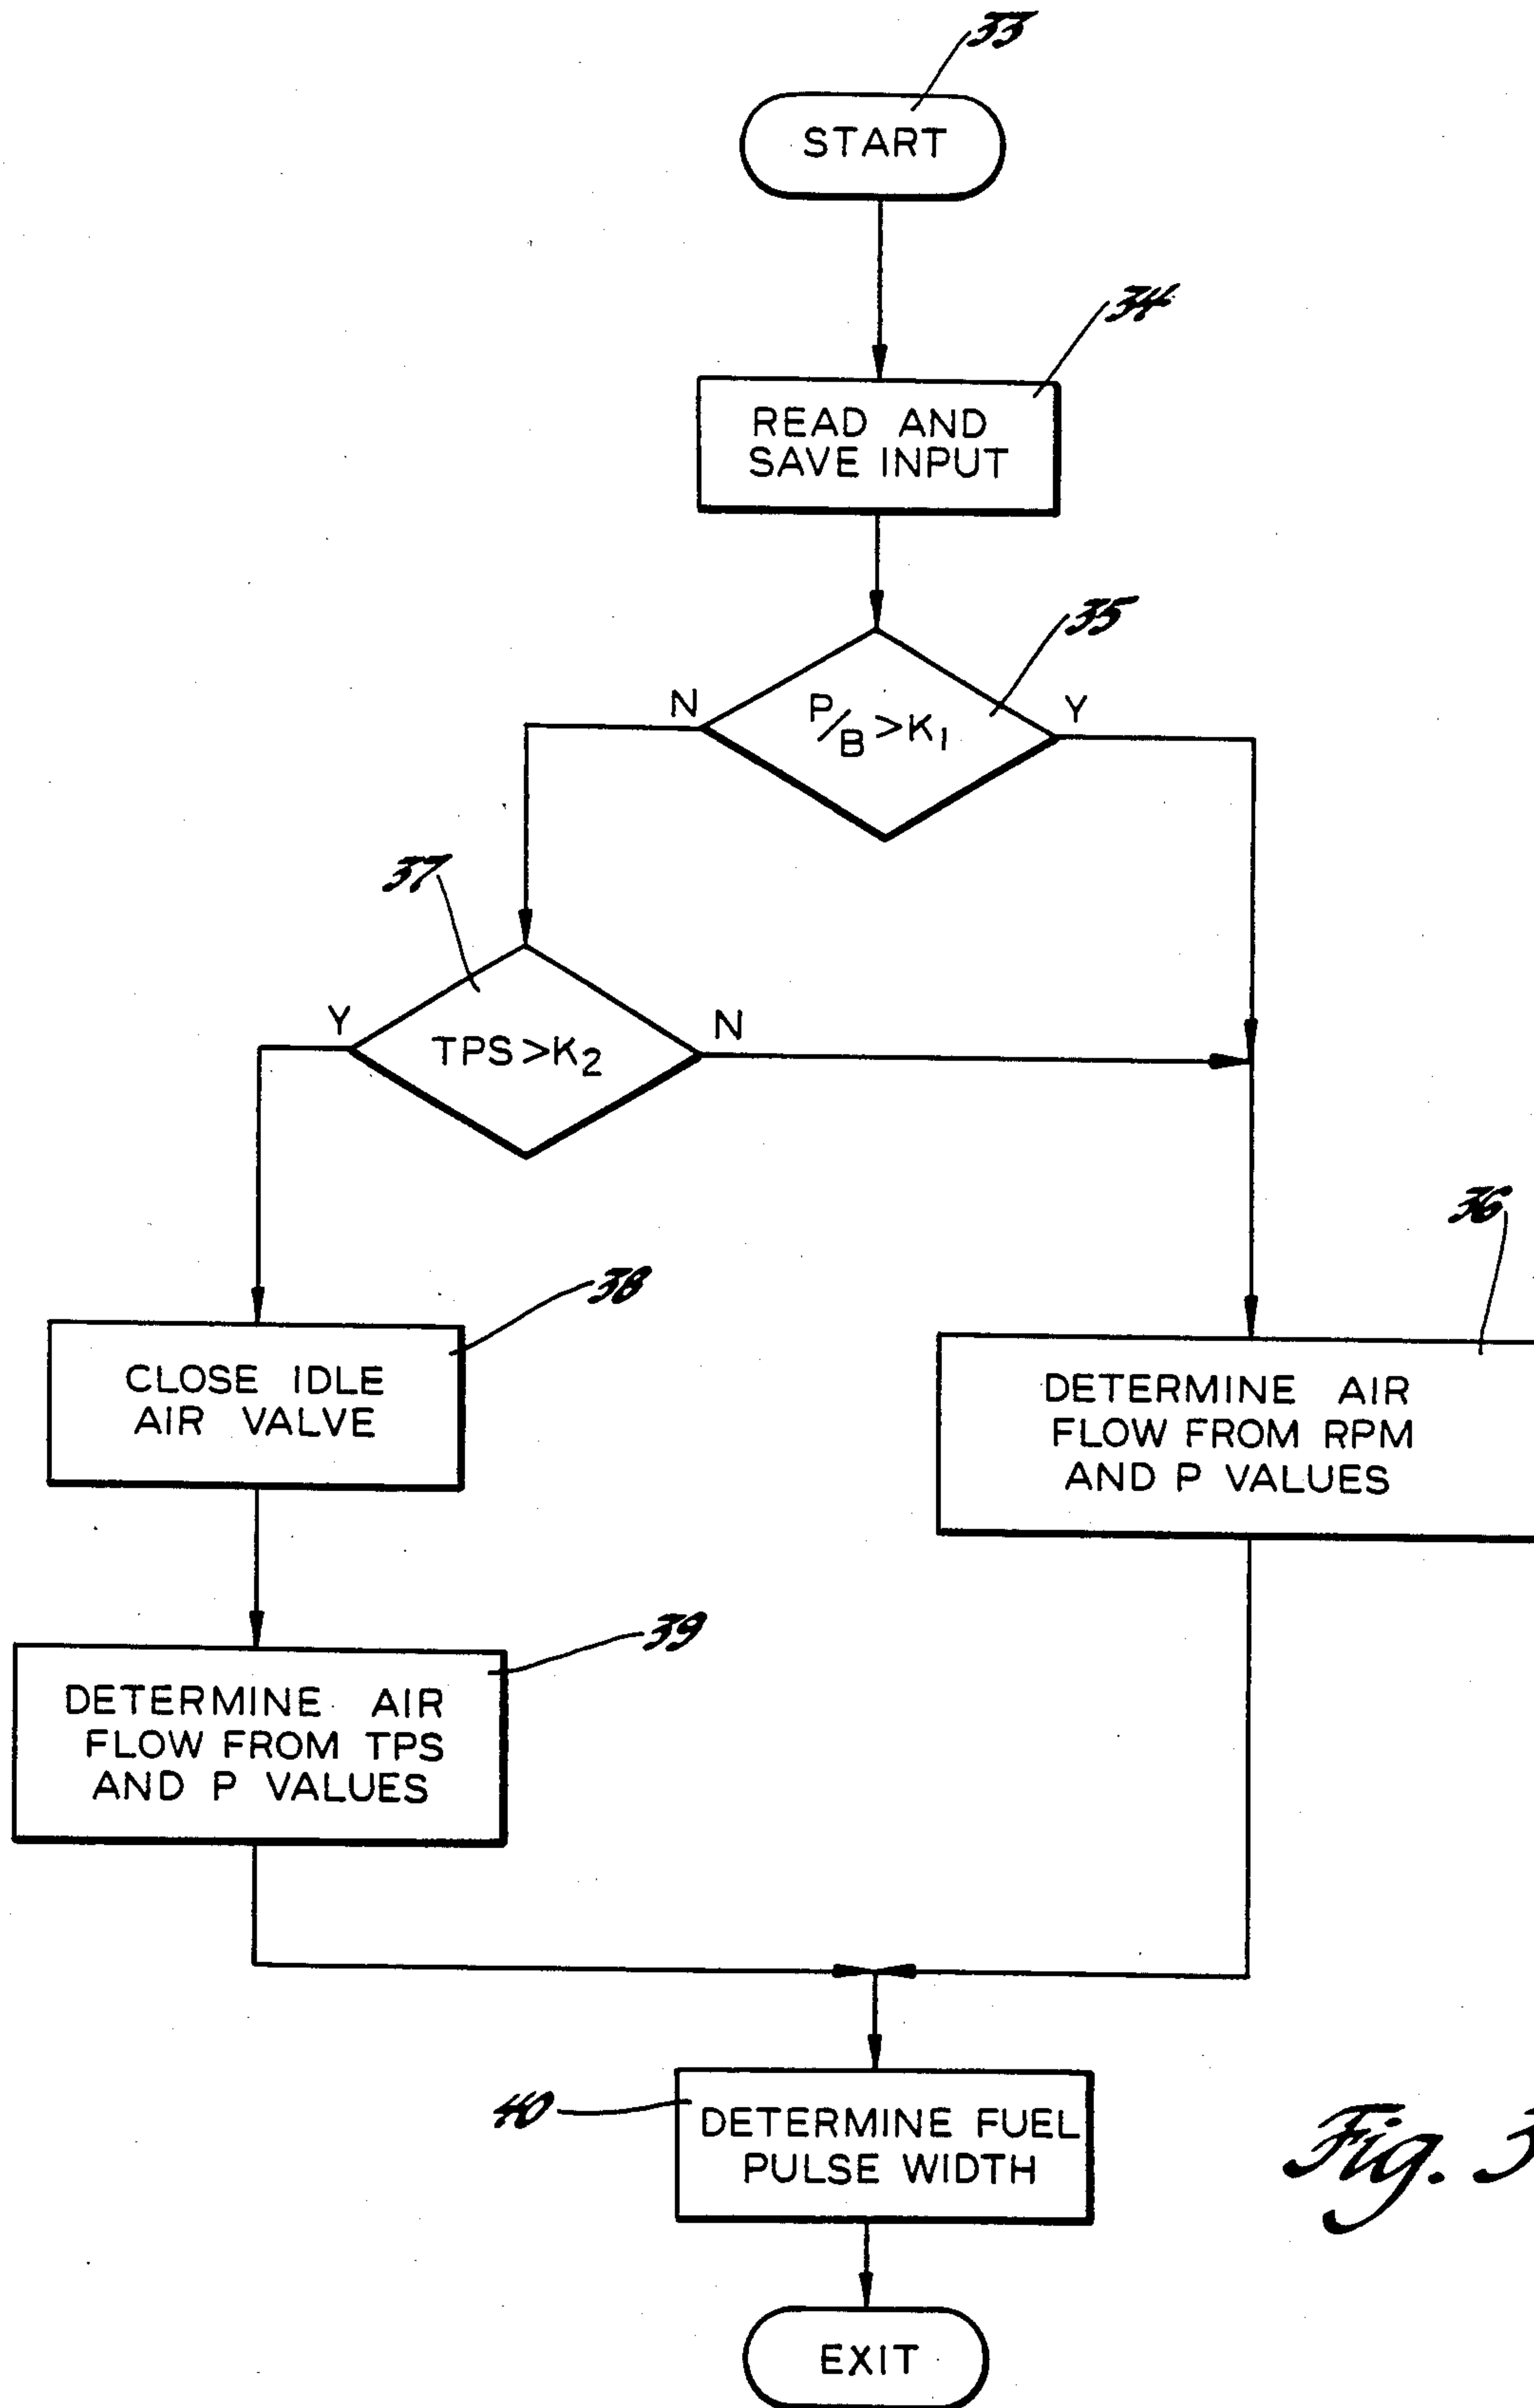 33
START
34
READ AND
SAVE INPUT
35
N
P/B>K1
Y
37
Y
TPS>K2
N
36
38
CLOSE IDLE
AIR VALVE
DETERMINE AIR
FLOW FROM RPM
AND P VALUES
39
DETERMINE AIR
FLOW FROM TPS
AND P VALUES
40
DETERMINE FUEL
PULSE WIDTH
Fig. 3
EXIT